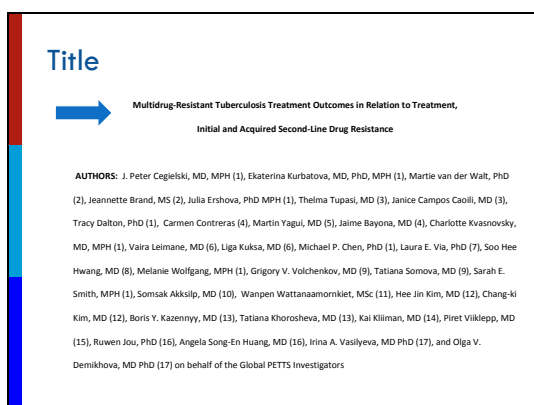 Title
Multidrug-Resistant Tuberculosis Treatment Outcomes in Relation to Treatment,
Initial and Acquired Second-Line Drug Resistance
AUTHORS: J. Peter Cegielski, MD, MPH (1), Ekaterina Kurbatova, MD, PhD, MPH (1), Martie van der Walt, PhD
(2), Jeannette Brand, MS (2), Julia Ershova, PhD MPH (1), Thelma Tupasi, MD (3), Janice Campos Caoili, MD (3),
Tracy Dalton, PhD (1), Carmen Contreras (4), Martin Yagui, MD (5), Jaime Bayona, MD (4), Charlotte Kvasnovsky,
MD, MPH (1), Vaira Leimane, MD (6), Liga Kuksa, MD (6), Michael P. Chen, PhD (1), Laura E. Via, PhD (7), Soo Hee
Hwang, MD (8), Melanie Wolfgang, MPH (1), Grigory V. Volchenkov, MD (9), Tatiana Somova, MD (9), Sarah E.
Smith, MPH (1), Somsak Akksilp, MD (10), Wanpen Wattanaamornkiet, MSc (11), Hee Jin Kim, MD (12), Chang-ki
Kim, MD (12), Boris Y. Kazennyy, MD (13), Tatiana Khorosheva, MD (13), Kai Kliiman, MD (14), Piret Viiklepp, MD
(15), Ruwen Jou, PhD (16), Angela Song-En Huang, MD (16), Irina A. Vasilyeva, MD PhD (17), and Olga V.
Demikhova, MD PhD (17) on behalf of the Global PETTS Investigators